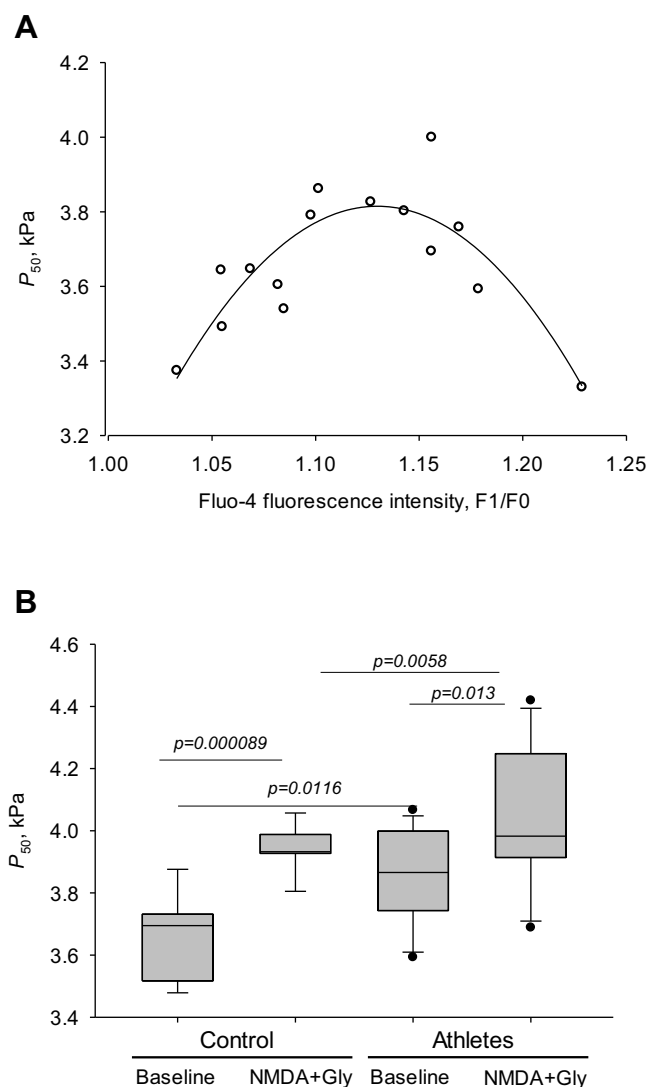 A
4.2
4.0
3.8
3.6
3.4
3.2
P50, kPa
1.00 1.05 1.10 1.15 1.20 1.25
Fluo-4 fluorescence intensity, F1/F0
B
4.6
4.4
4.2
4.0
3.8
3.6
3.4
P50, kPa
p=0.0058
p=0.013
p=0.000089
p=0.0116
Control Athletes
Baseline NMDA+Gly Baseline NMDA+Gly